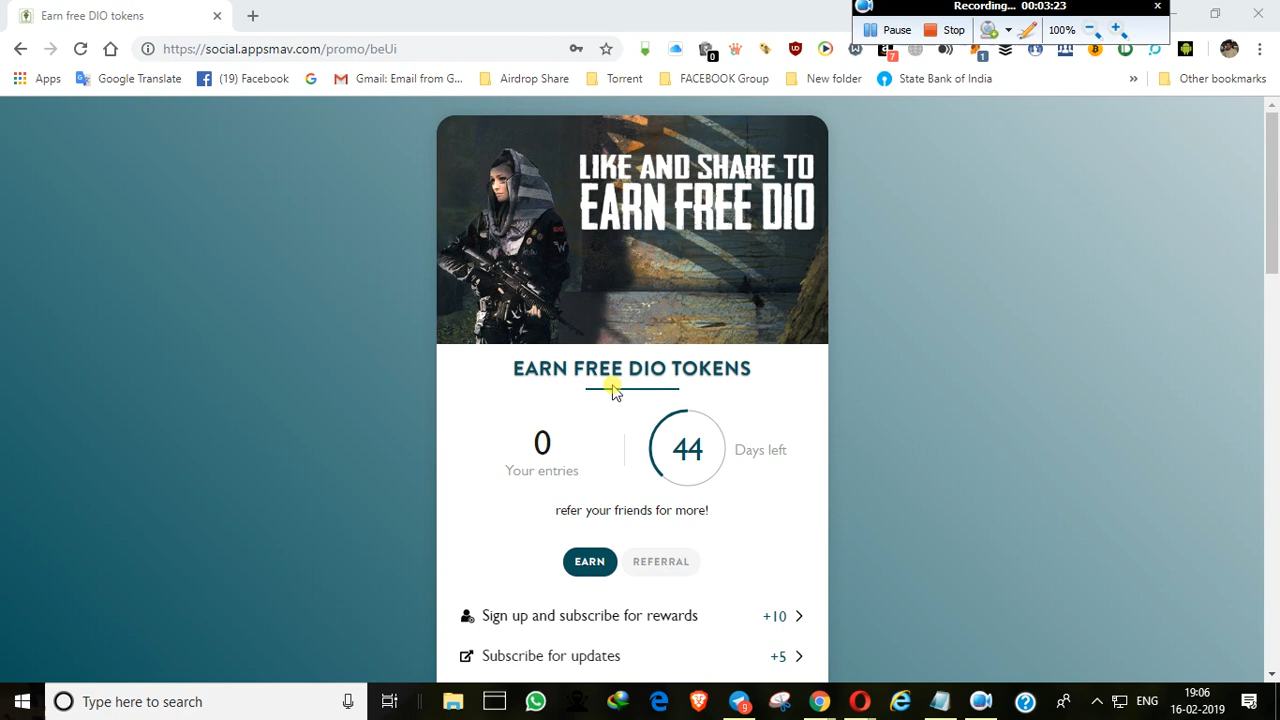 Earn free DIO tokens
Recording... 00:03:23
Pause
Stop
100%
https://social.appsmav.com/promo/beUi
0
7
1
Apps
Google Translate
(19) Facebook
Gmail: Email from G...
Airdrop Share
Torrent
FACEBOOK Group
New folder
State Bank of India
»
Other bookmarks
LIKE AND SHARE TO
EARN FREE DIO
EARN FREE DIO TOKENS
0
Your entries
44
Days left
refer your friends for more!
EARN
REFERRAL
Sign up and subscribe for rewards
+10
Subscribe for updates
+5
Type here to search
9
ENG
19:06
16-02-2019